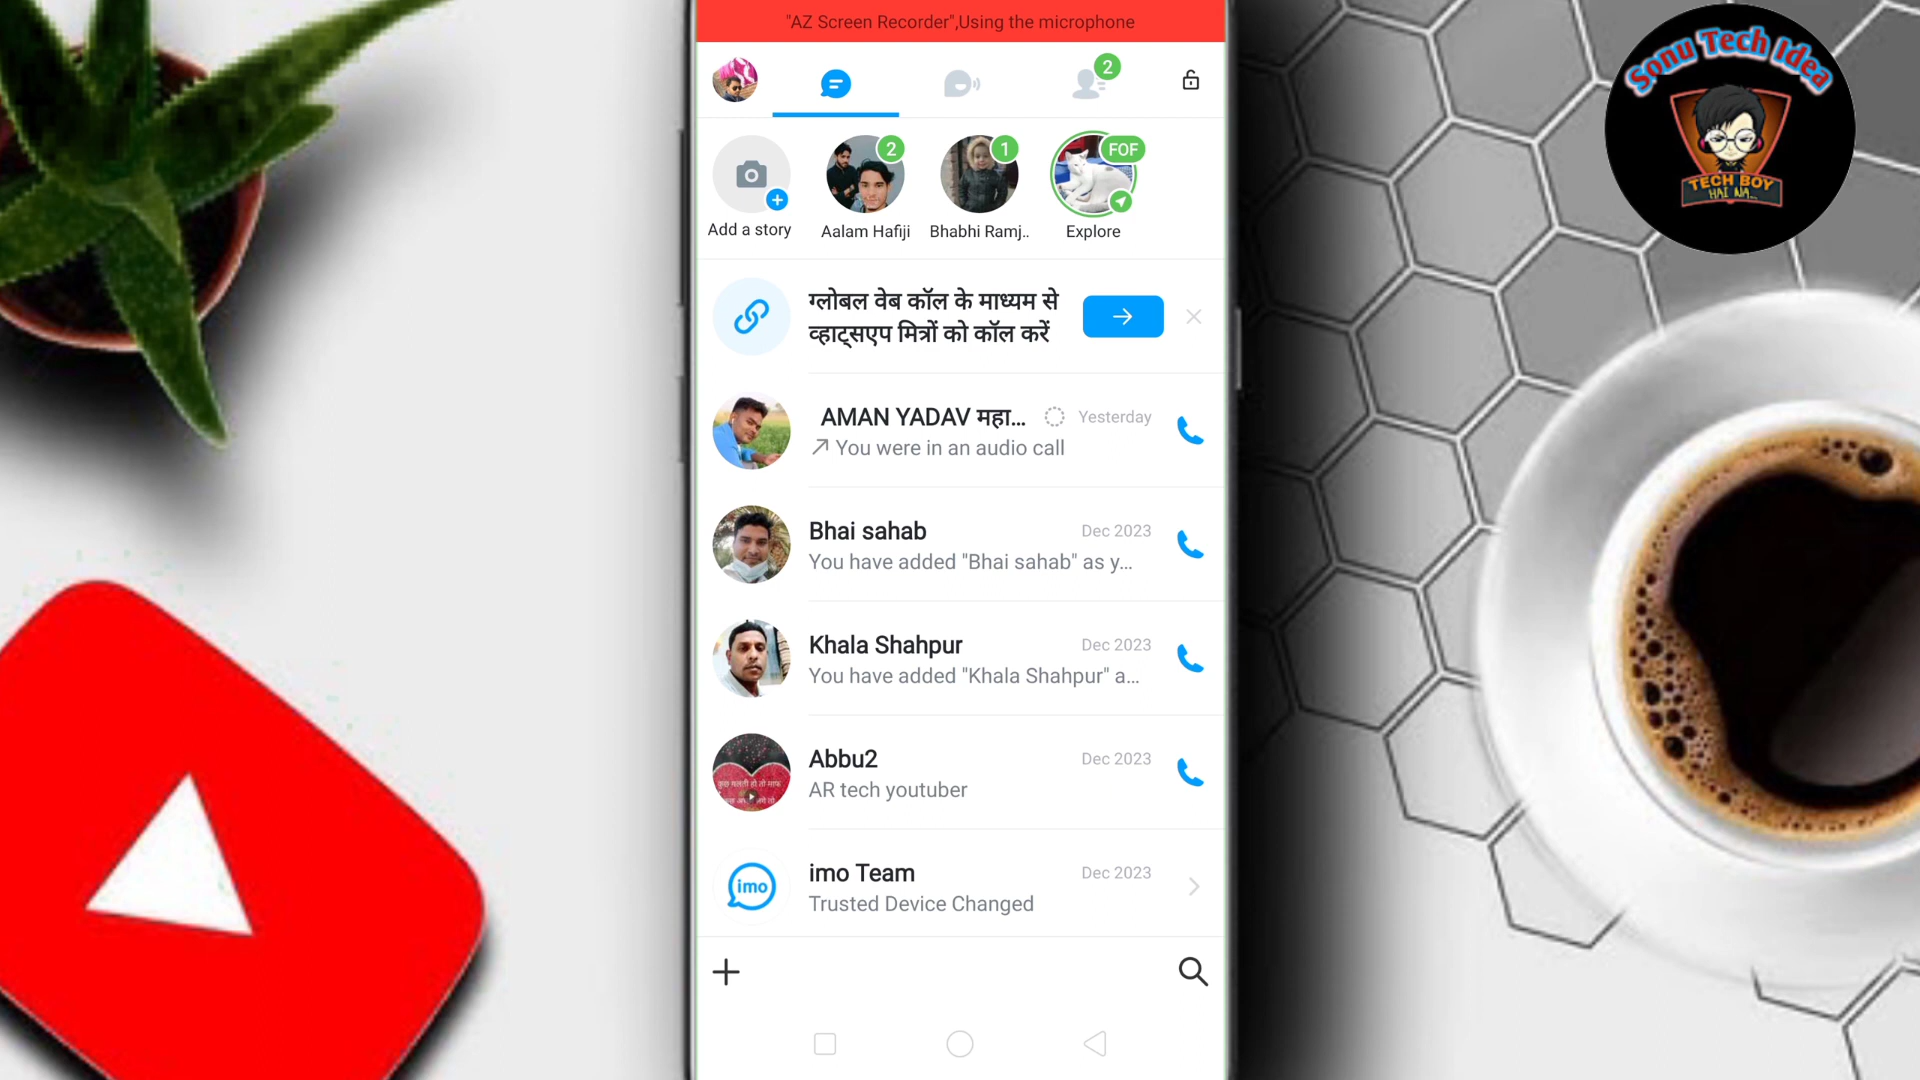 "AZ Screen Recorder",Using the microphone
Sonu Tech Idea
TECH BOY
HAI NA...
2
2
1
FOF
Add a story
Aalam Hafiji
Bhabhi Ramj..
Explore
ग्लोबल वेब कॉल के माध्यम से
व्हाट्सएप मित्रों को कॉल करें
AMAN YADAV महा...
Yesterday
You were in an audio call
Bhai sahab
Dec 2023
You have added "Bhai sahab" as y...
Khala Shahpur
Dec 2023
You have added "Khala Shahpur" a...
Abbu2
Dec 2023
AR tech youtuber
कुछ गलती हो तो माफ
imo
imo Team
Dec 2023
Trusted Device Changed